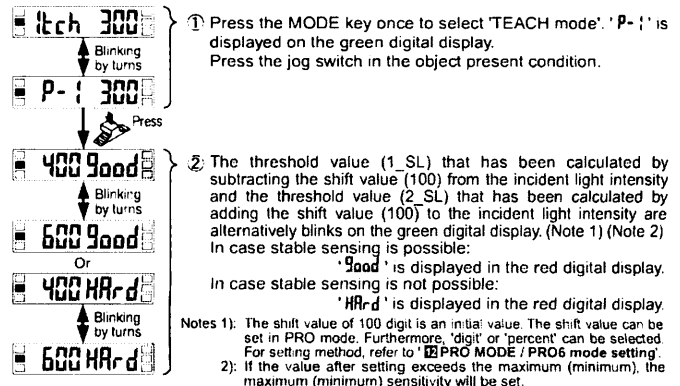 1tch 300
Blinking
by turns
P-1 300
Press
400 good
Blinking
by turns
600 good
Or
400 HArd
Blinking
by turns
600 HArd
① Press the MODE key once to select 'TEACH mode'. 'P-1' is
displayed on the green digital display.
Press the jog switch in the object present condition.
② The threshold value (1_SL) that has been calculated by
subtracting the shift value (100) from the incident light intensity
and the threshold value (2_SL) that has been calculated by
adding the shift value (100) to the incident light intensity are
alternatively blinks on the green digital display. (Note 1) (Note 2)
In case stable sensing is possible:
'good' is displayed in the red digital display.
In case stable sensing is not possible:
'HArd' is displayed in the red digital display.
Notes 1): The shift value of 100 digit is an initial value. The shift value can be
set in PRO mode. Furthermore, 'digit' or 'percent' can be selected.
For setting method, refer to '12 PRO MODE / PRO6 mode setting'.
2): If the value after setting exceeds the maximum (minimum), the
maximum (minimum) sensitivity will be set.